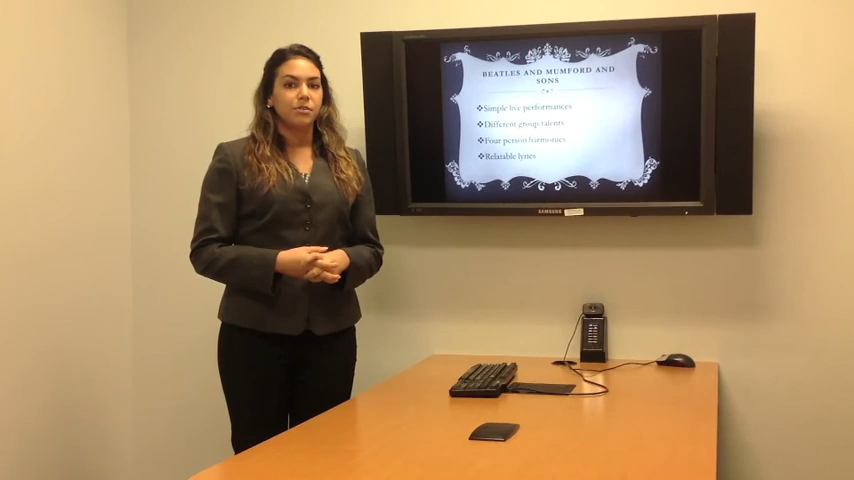 BEATLES AND MUMFORD AND
SONS
❖Simple live performances
❖Different group talents
❖Four person harmonies
❖Relatable lyrics
SAMSUNG